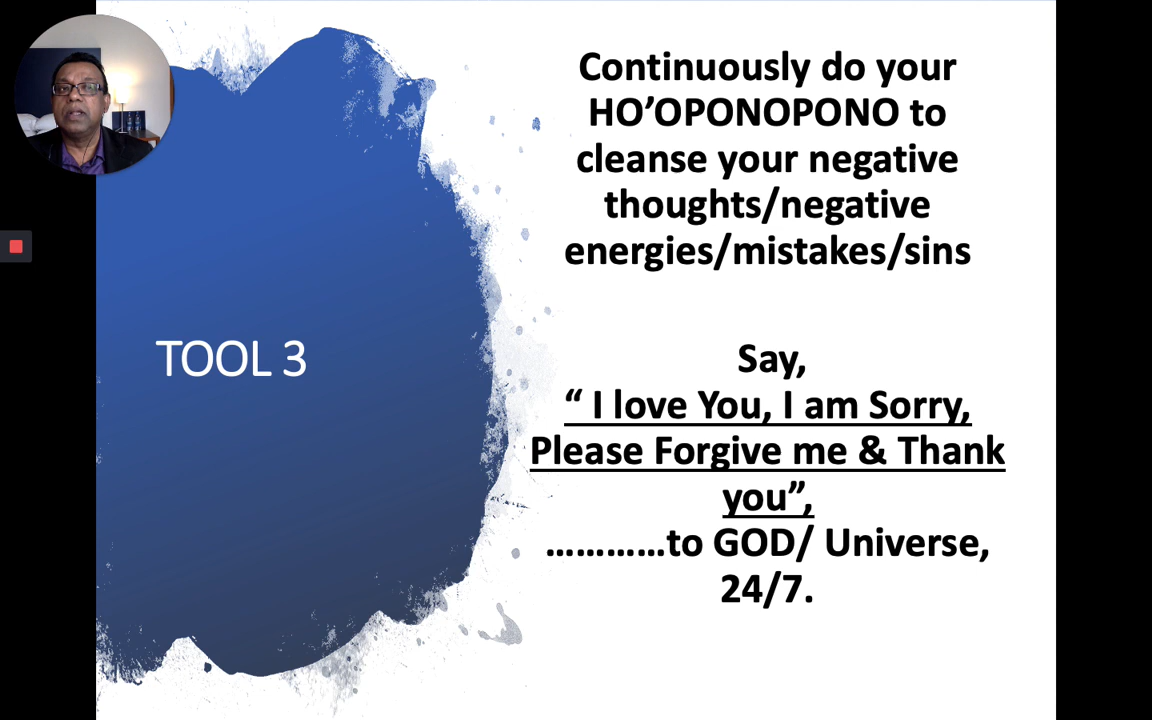 TOOL 3
Continuously do your
HO’OPONOPONO to
cleanse your negative
thoughts/negative
energies/mistakes/sins
Say,
“ I love You, I am Sorry,
Please Forgive me & Thank
you”,
…………to GOD/ Universe,
24/7.